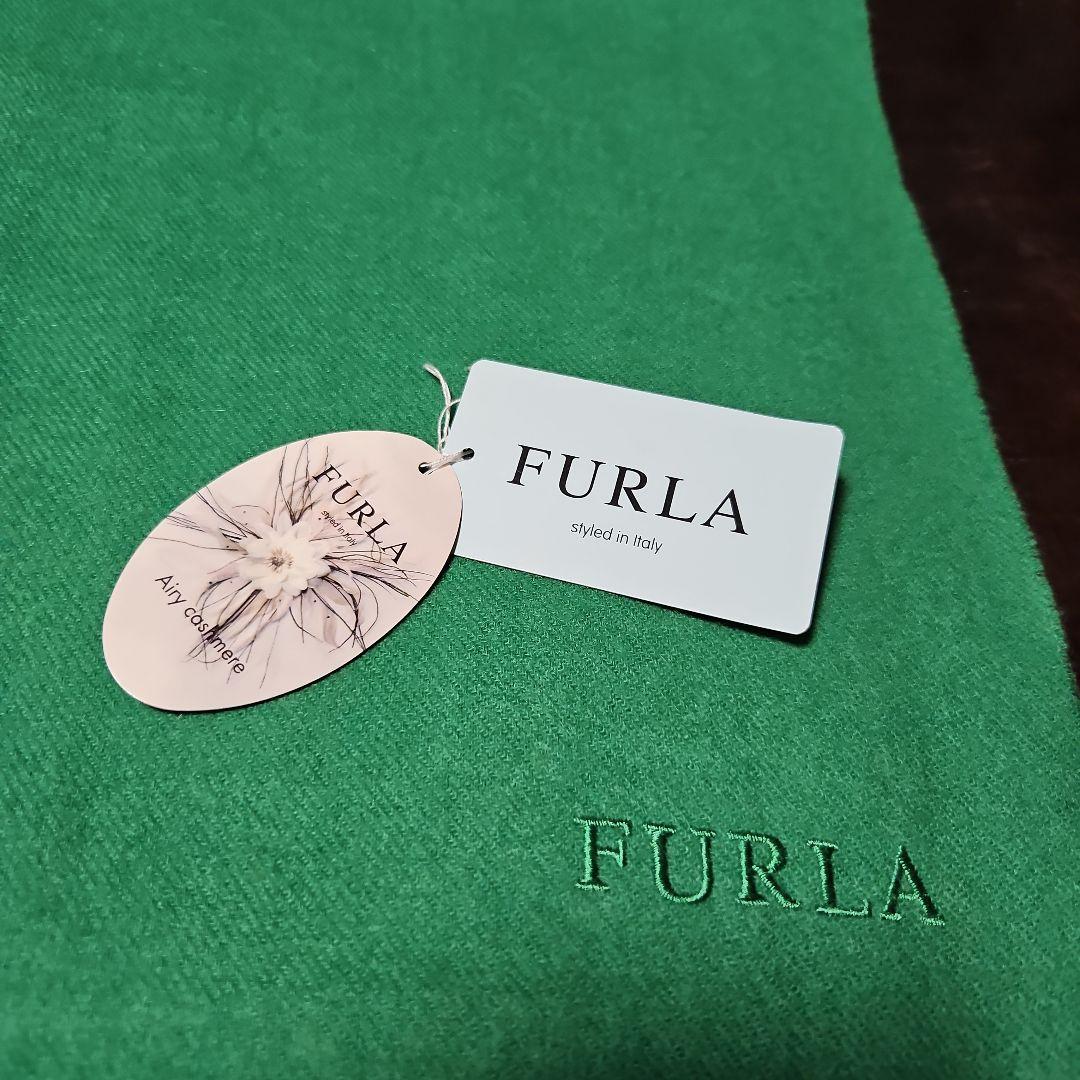 FURLA
styled in Italy
Airy cashmere
FURLA
styled in Italy
FURLA